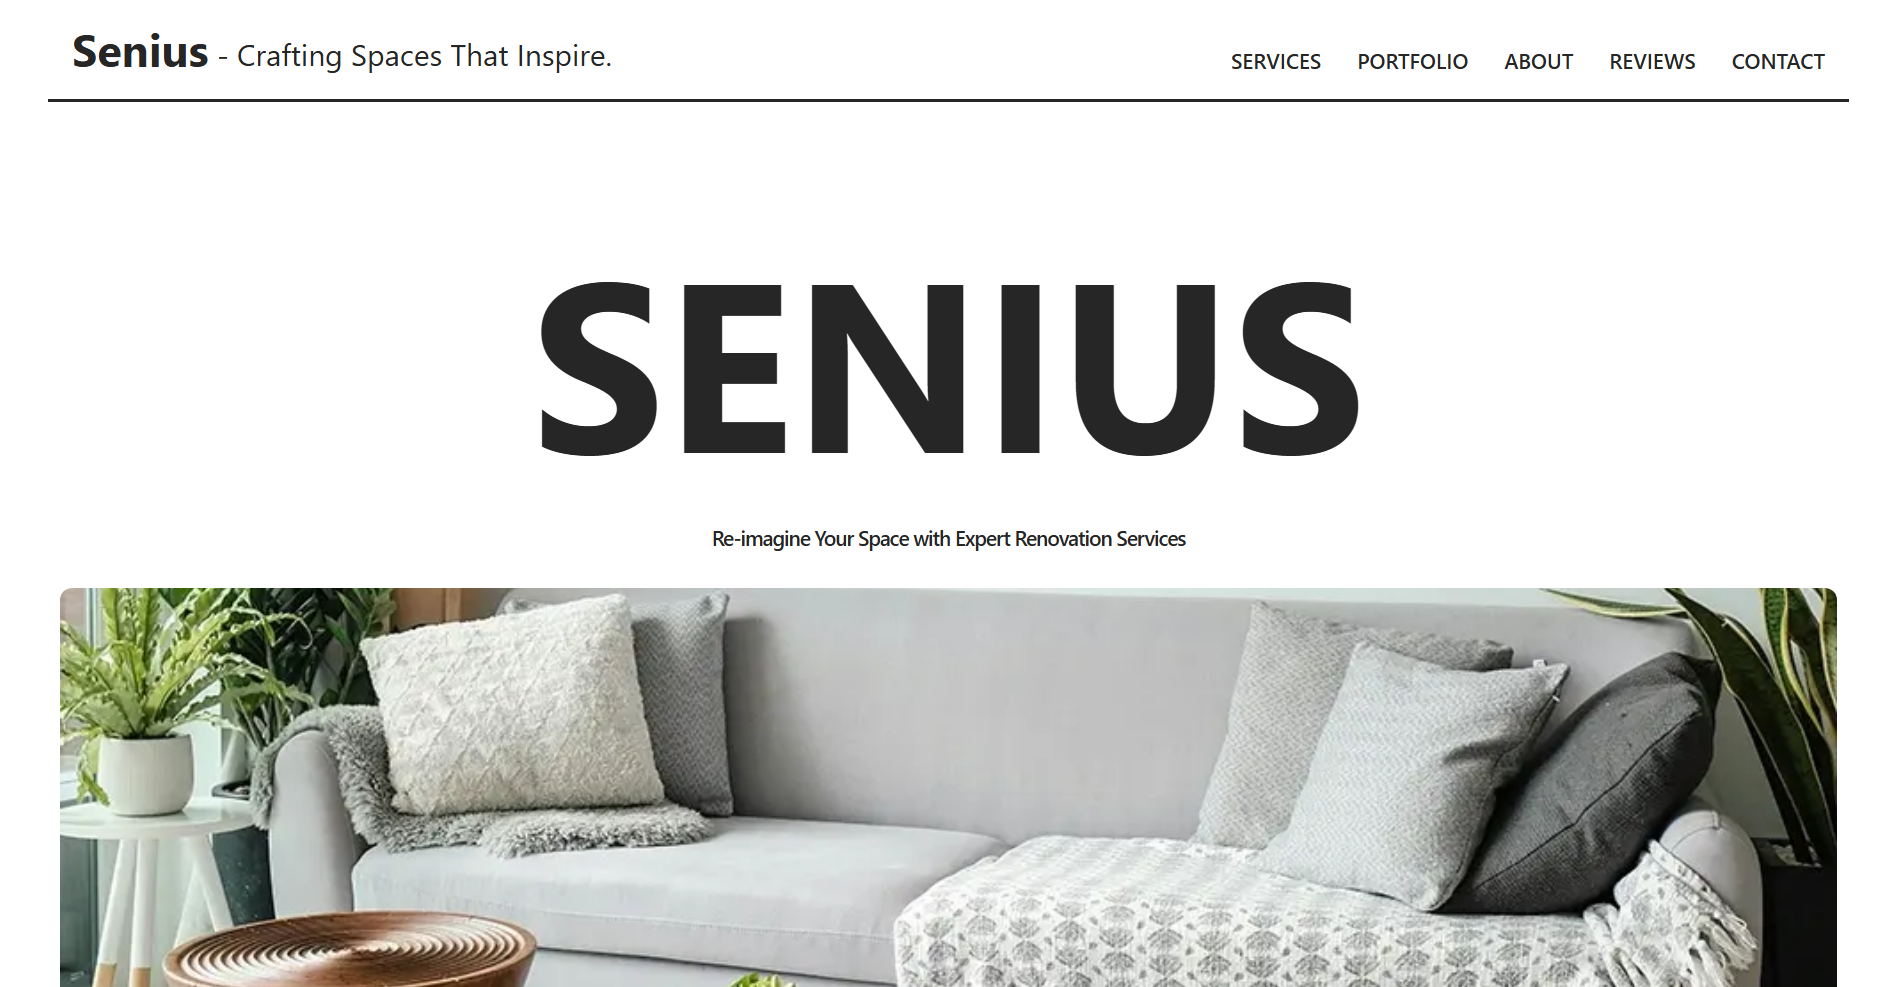 Senius - Crafting Spaces That Inspire.
SERVICES PORTFOLIO ABOUT REVIEWS CONTACT
SENIUS
Re-imagine Your Space with Expert Renovation Services